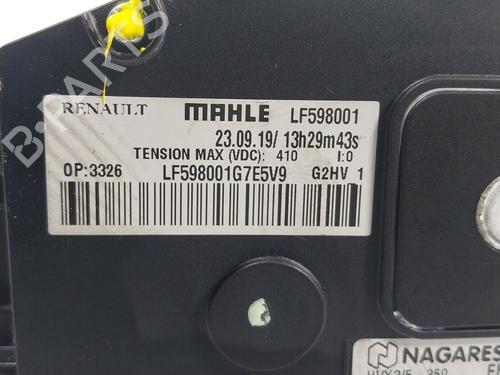 RENAULT MAHLE LF598001
23.09.19/ 13h29m43s
TENSION MAX (VDC): 410 I:0
OP:3326 LF598001G7E5V9 G2HV 1
NAGARES